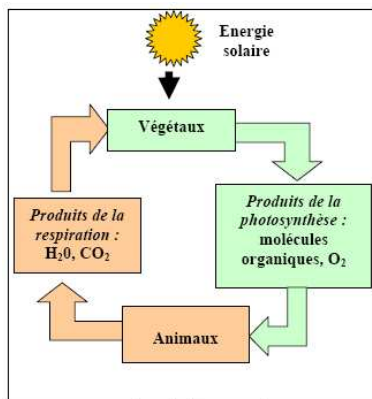 Energie
solaire
Végétaux
Produits de la
photosynthèse :
molécules
organiques, O₂
Animaux
Produits de la
respiration :
H₂0, CO₂